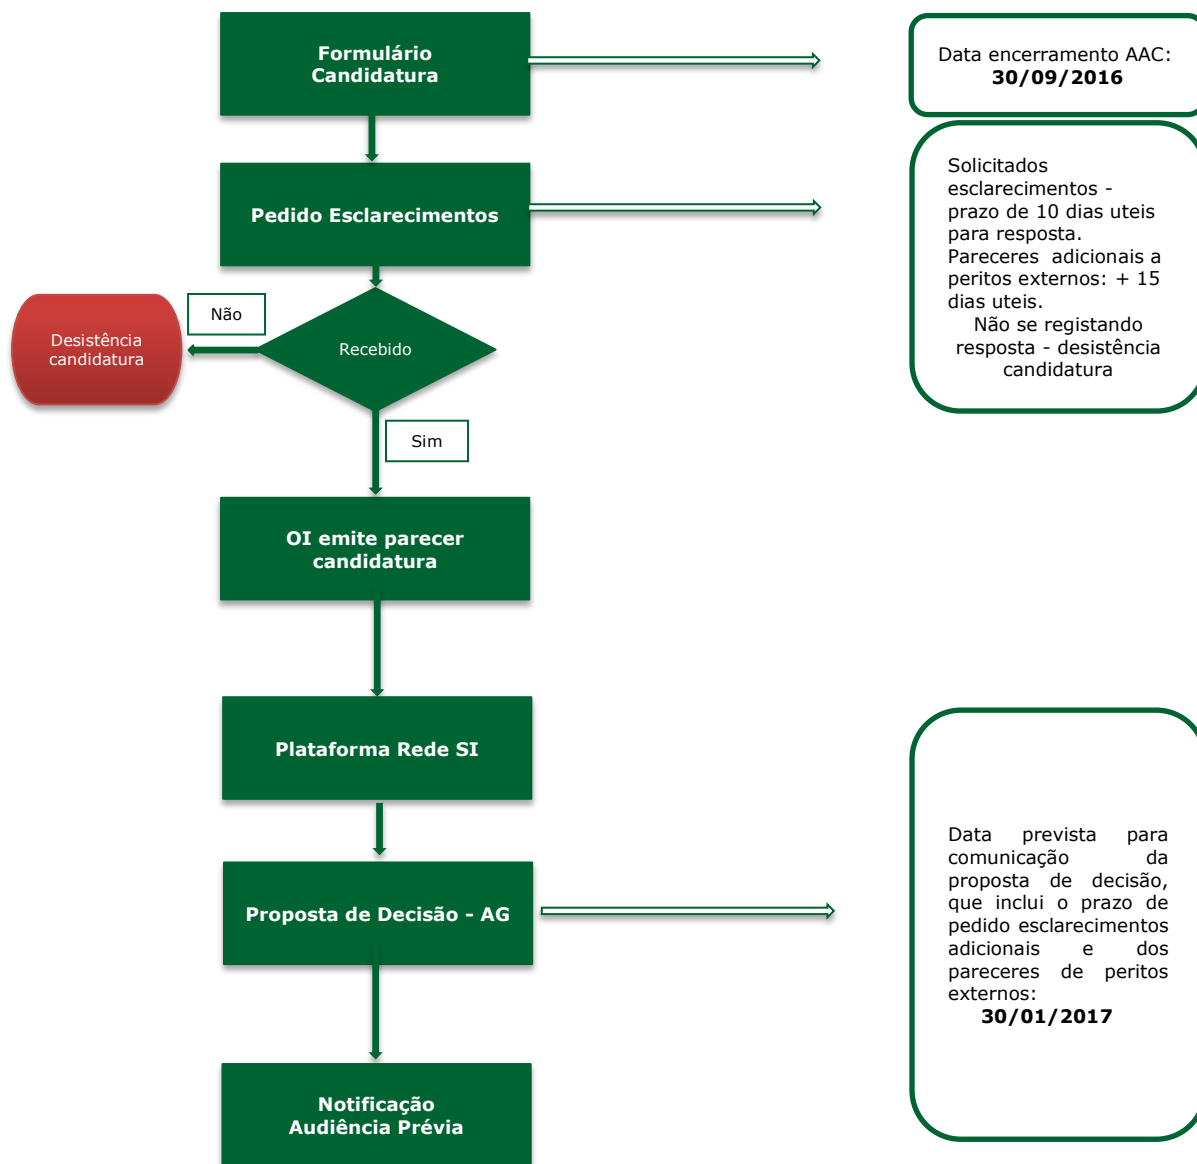 Formulário
Candidatura
Data encerramento AAC:
30/09/2016
Pedido Esclarecimentos
Solicitados
esclarecimentos -
prazo de 10 dias uteis
para resposta.
Pareceres adicionais a
peritos externos: + 15
dias uteis.
Não se registando
resposta - desistência
candidatura
Não
Desistência
candidatura
Recebido
Sim
OI emite parecer
candidatura
Plataforma Rede SI
Proposta de Decisão - AG
Data prevista para
comunicação da
proposta de decisão,
que inclui o prazo de
pedido esclarecimentos
adicionais e dos
pareceres de peritos
externos:
30/01/2017
Notificação
Audiência Prévia